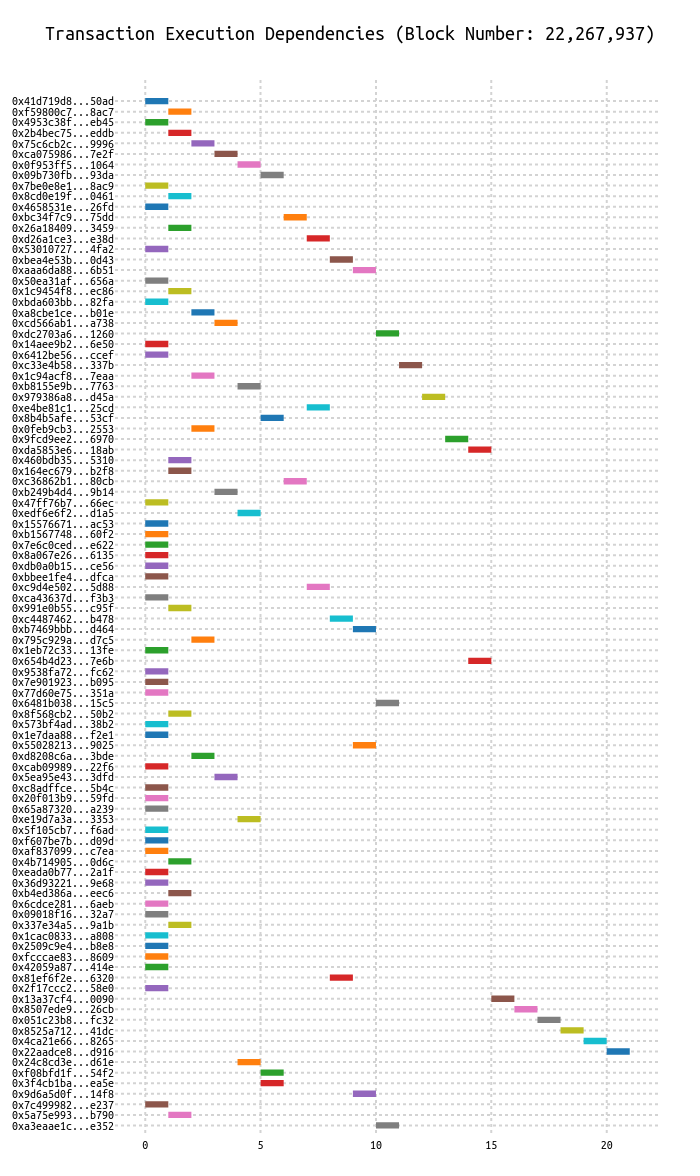 Transaction Execution Dependencies (Block Number: 22,267,937)
0x41d719d8...50ad
0xf59800c7...8ac7
0x4953c38f...eb45
0x2b4bec75...eddb
0x75c6cb2c...9996
0xca075986...7e2f
0x0f953ff5...1064
0x09b730fb...93da
0x7be0e8e1...8ac9
0x8cd0e19f...0461
0x4658531e...26fd
0xbc34f7c9...75dd
0x26a18409...3459
0xd26a1ce3...e38d
0x53010727...4fa2
0xbea4e53b...0d43
0xaaa6da88...6b51
0x50ea31af...656a
0x1c9454f8...ec86
0xbda603bb...82fa
0xa8cbe1ce...b01e
0xcd566ab1...a738
0xdc2703a6...1260
0x14aee9b2...6e50
0x6412be56...ccef
0xc33e4b58...337b
0x1c94acf8...7eaa
0xb8155e9b...7763
0x979386a8...d45a
0xe4be81c1...25cd
0x8b4b5afe...53cf
0x0feb9cb3...2553
0x9fcd9ee2...6970
0xda5853e6...18ab
0x460bdb35...5310
0x164ec679...b2f8
0xc36862b1...80cb
0xb249b4d4...9b14
0x47ff76b7...66ec
0xedf6e6f2...d1a5
0x15576671...ac53
0xb1567748...60f2
0x7e6c0ced...e622
0x8a067e26...6135
0xdb0a0b15...ce56
0xbbee1fe4...dfca
0xc9d4e502...5d88
0xca43637d...f3b3
0x991e0b55...c95f
0xc4487462...b478
0xb7469bbb...d464
0x795c929a...d7c5
0x1eb72c33...13fe
0x654b4d23...7e6b
0x9538fa72...fc62
0x7e901923...b095
0x77d60e75...351a
0x6481b038...15c5
0x8f568cb2...50b2
0x573bf4ad...38b2
0x1e7daa88...f2e1
0x55028213...9025
0xd8208c6a...3bde
0xcab09989...22f6
0x5ea95e43...3dfd
0xc8adffce...5b4c
0x20f013b9...59fd
0x65a87320...a239
0xe19d7a3a...3353
0x5f105cb7...f6ad
0xf607be7b...d09d
0xaf837099...c7ea
0x4b714905...0d6c
0xeada0b77...2a1f
0x36d93221...9e68
0xb4ed386a...eec6
0x6cdce281...6aeb
0x09018f16...32a7
0x337e34a5...9a1b
0x1cac0833...a808
0x2509c9e4...b8e8
0xfcccae83...8609
0x42059a87...414e
0x81ef6f2e...6320
0x2f17ccc2...58e0
0x13a37cf4...0090
0x8507ede9...26cb
0x051c23b8...fc32
0x8525a712...41dc
0x4ca21e66...8265
0x22aadce8...d916
0x24c8cd3e...d61e
0xf08bfd1f...54f2
0x3f4cb1ba...ea5e
0x9d6a5d0f...14f8
0x7c499982...e237
0x5a75e993...b790
0xa3eaae1c...e352
0 5 10 15 20